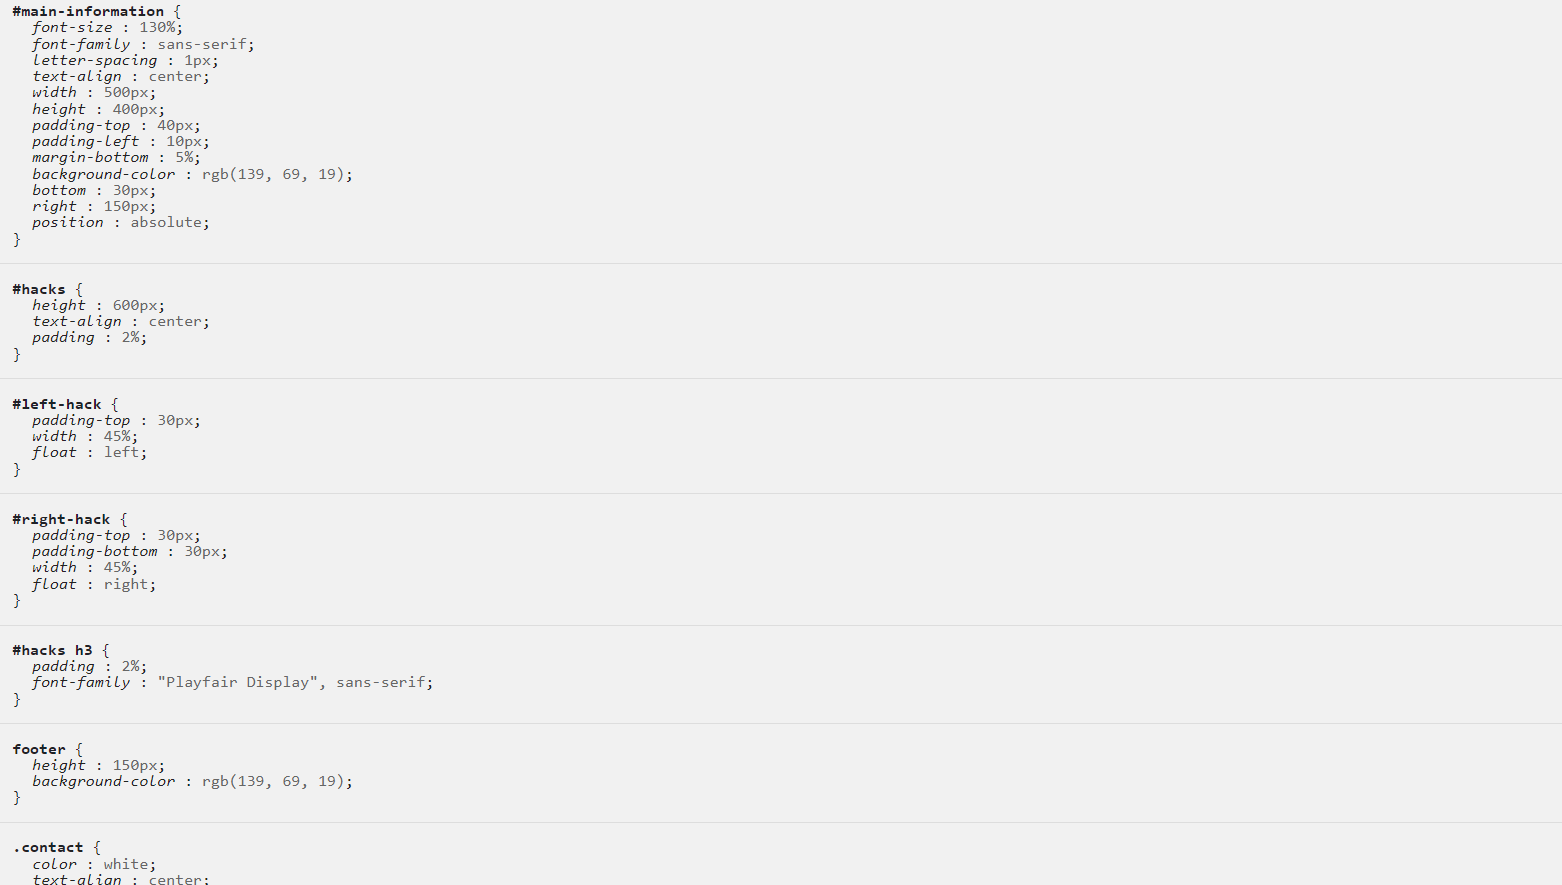 #main-information {
font-size : 130%;
font-family : sans-serif;
letter-spacing : 1px;
text-align : center;
width : 500px;
height : 400px;
padding-top : 40px;
padding-left : 10px;
margin-bottom : 5%;
background-color : rgb(139, 69, 19);
bottom : 30px;
right : 150px;
position : absolute;
}
#hacks {
height : 600px;
text-align : center;
padding : 2%;
}
#left-hack {
padding-top : 30px;
width : 45%;
float : left;
}
#right-hack {
padding-top : 30px;
padding-bottom : 30px;
width : 45%;
float : right;
}
#hacks h3 {
padding : 2%;
font-family : "Playfair Display", sans-serif;
}
footer {
height : 150px;
background-color : rgb(139, 69, 19);
}
.contact {
color : white;
text-align : center;